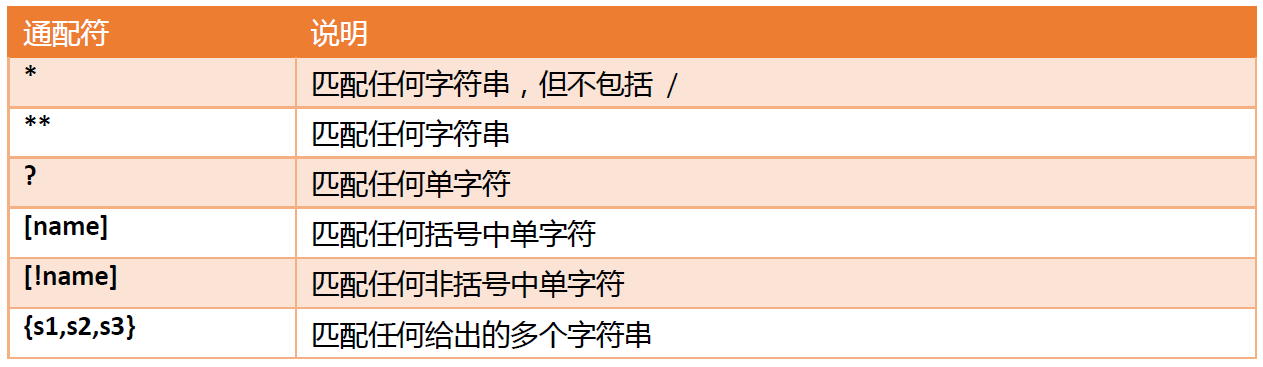 通配符 说明
* 匹配任何字符串，但不包括 /
** 匹配任何字符串
? 匹配任何单字符
[name] 匹配任何括号中单字符
[!name] 匹配任何非括号中单字符
{s1,s2,s3} 匹配任何给出的多个字符串